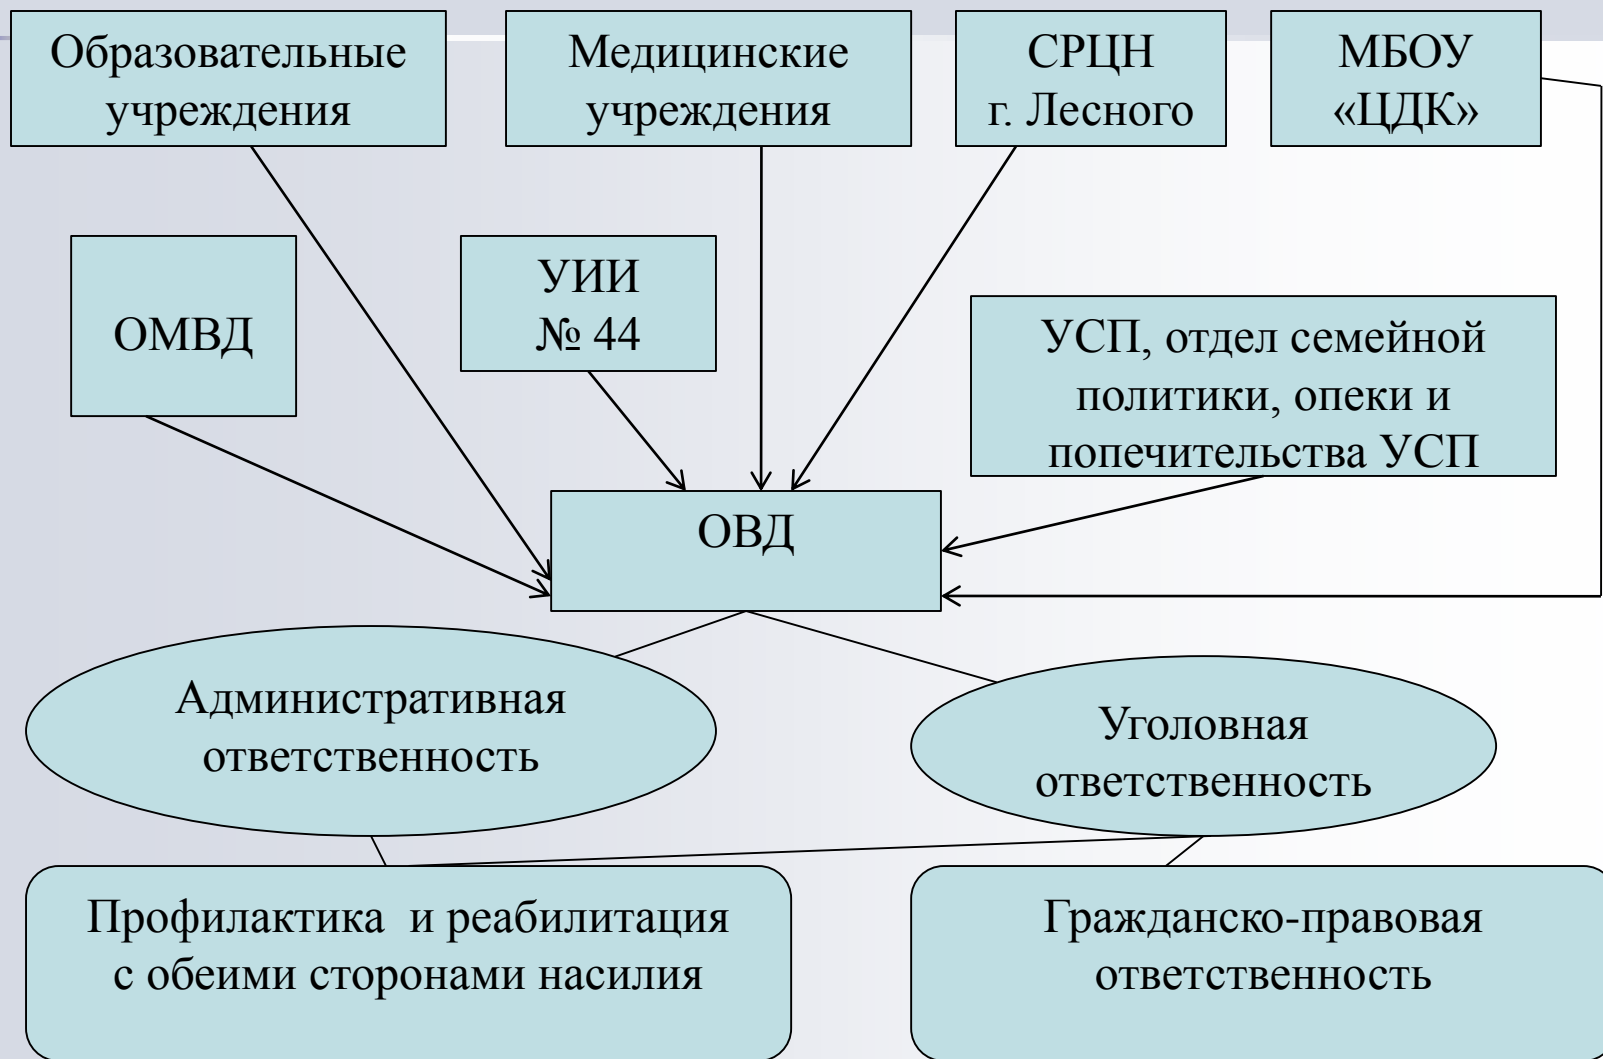 Образовательные
учреждения
Медицинские
учреждения
СРЦН
г. Лесного
МБОУ
«ЦДК»
ОМВД
УИИ
№ 44
УСП, отдел семейной
политики, опеки и
попечительства УСП
ОВД
Административная
ответственность
Уголовная
ответственность
Профилактика  и реабилитация
с обеими сторонами насилия
Гражданско-правовая
ответственность